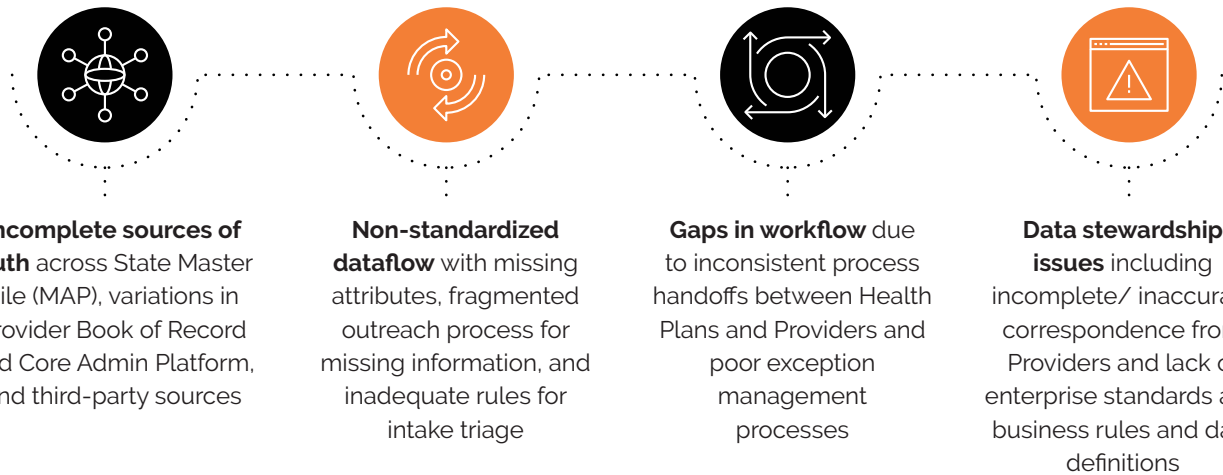 ncomplete sources of
uth across State Master
ile (MAP), variations in
rovider Book of Record
d Core Admin Platform,
nd third-party sources
Non-standardized
dataflow with missing
attributes, fragmented
outreach process for
missing information, and
inadequate rules for
intake triage
Gaps in workflow due
to inconsistent process
handoffs between Health
Plans and Providers and
poor exception
management
processes
Data stewardship
issues including
incomplete/ inaccura
correspondence fro
Providers and lack o
enterprise standards a
business rules and da
definitions